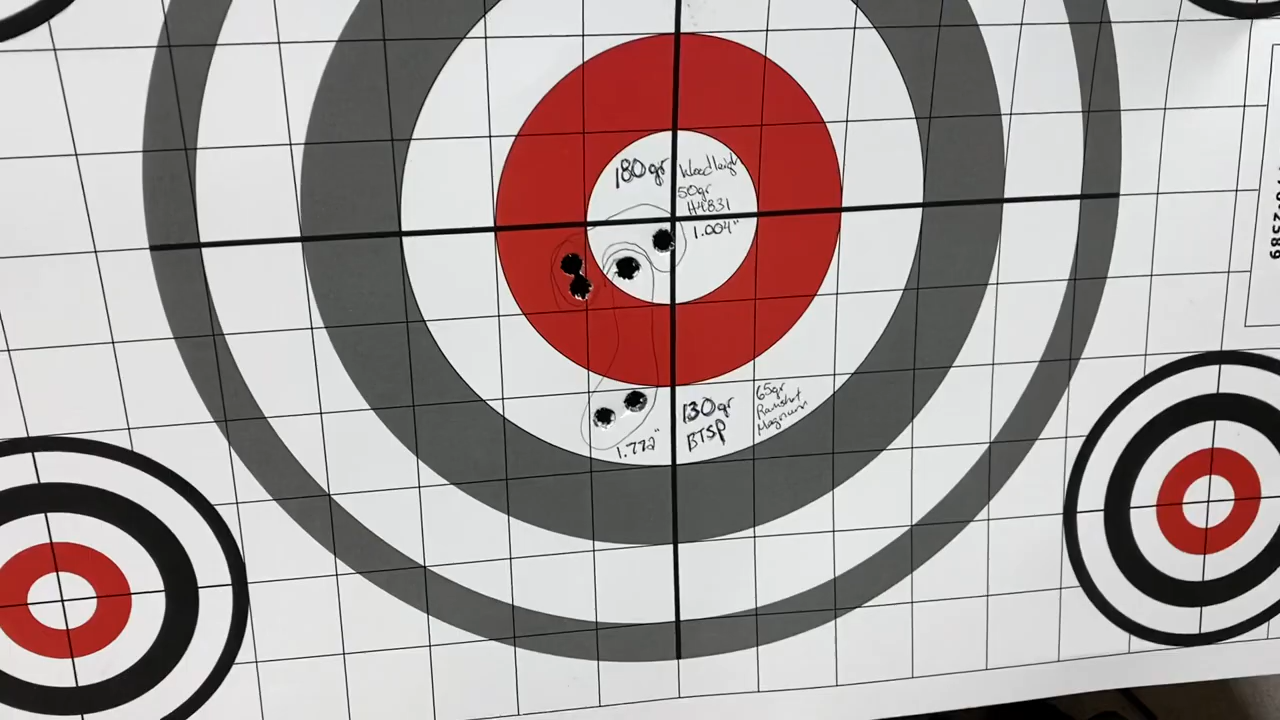 180gr Woodleigh
50gr
H4831
1.004"
130gr
BTSP
65gr
Ramshot
Magnum
1.772"